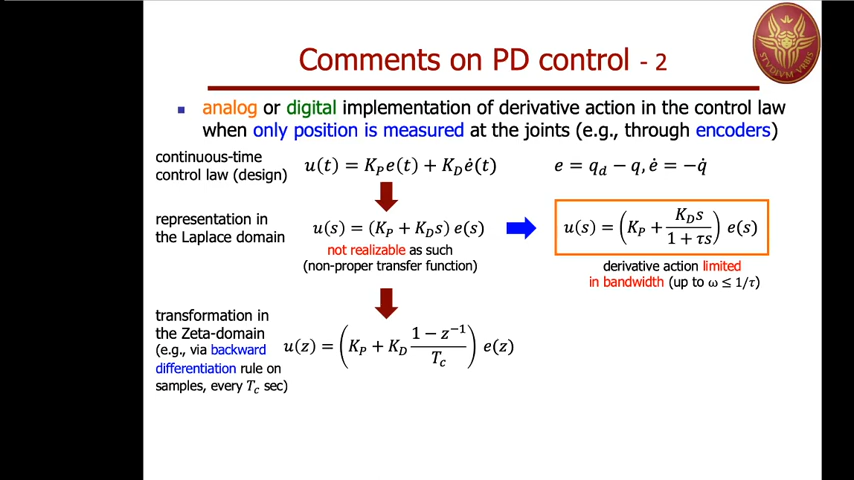 Comments on PD control - 2
analog or digital implementation of derivative action in the control law
when only position is measured at the joints (e.g., through encoders)
continuous-time
control law (design)
u(t) = K_P e(t) + K_D ė(t)
e = q_d − q, ė = −q̇
representation in
the Laplace domain
u(s) = (K_P + K_D s) e(s)
not realizable as such
(non-proper transfer function)
u(s) = (K_P + K_D s / (1 + τs)) e(s)
derivative action limited
in bandwidth (up to ω ≤ 1/τ)
transformation in
the Zeta-domain
(e.g., via backward
differentiation rule on
samples, every T_c sec)
u(z) = (K_P + K_D (1 − z⁻¹) / T_c) e(z)
STVDIVM VRBIS